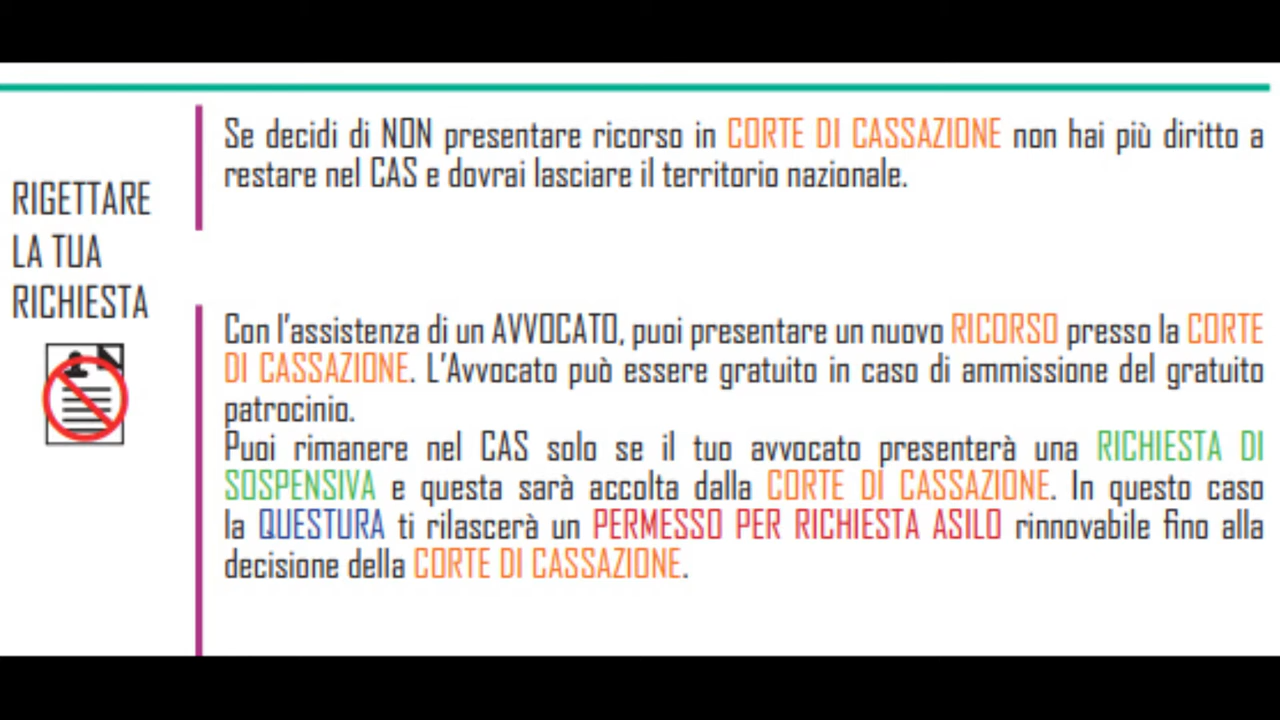 RIGETTARE
LA TUA
RICHIESTA
Se decidi di NON presentare ricorso in CORTE DI CASSAZIONE non hai più diritto a
restare nel CAS e dovrai lasciare il territorio nazionale.
Con l'assistenza di un AVVOCATO, puoi presentare un nuovo RICORSO presso la CORTE
DI CASSAZIONE. L'Avvocato può essere gratuito in caso di ammissione del gratuito
patrocinio.
Puoi rimanere nel CAS solo se il tuo avvocato presenterà una RICHIESTA DI
SOSPENSIVA e questa sarà accolta dalla CORTE DI CASSAZIONE. In questo caso
la QUESTURA ti rilascerà un PERMESSO PER RICHIESTA ASILO rinnovabile fino alla
decisione della CORTE DI CASSAZIONE.